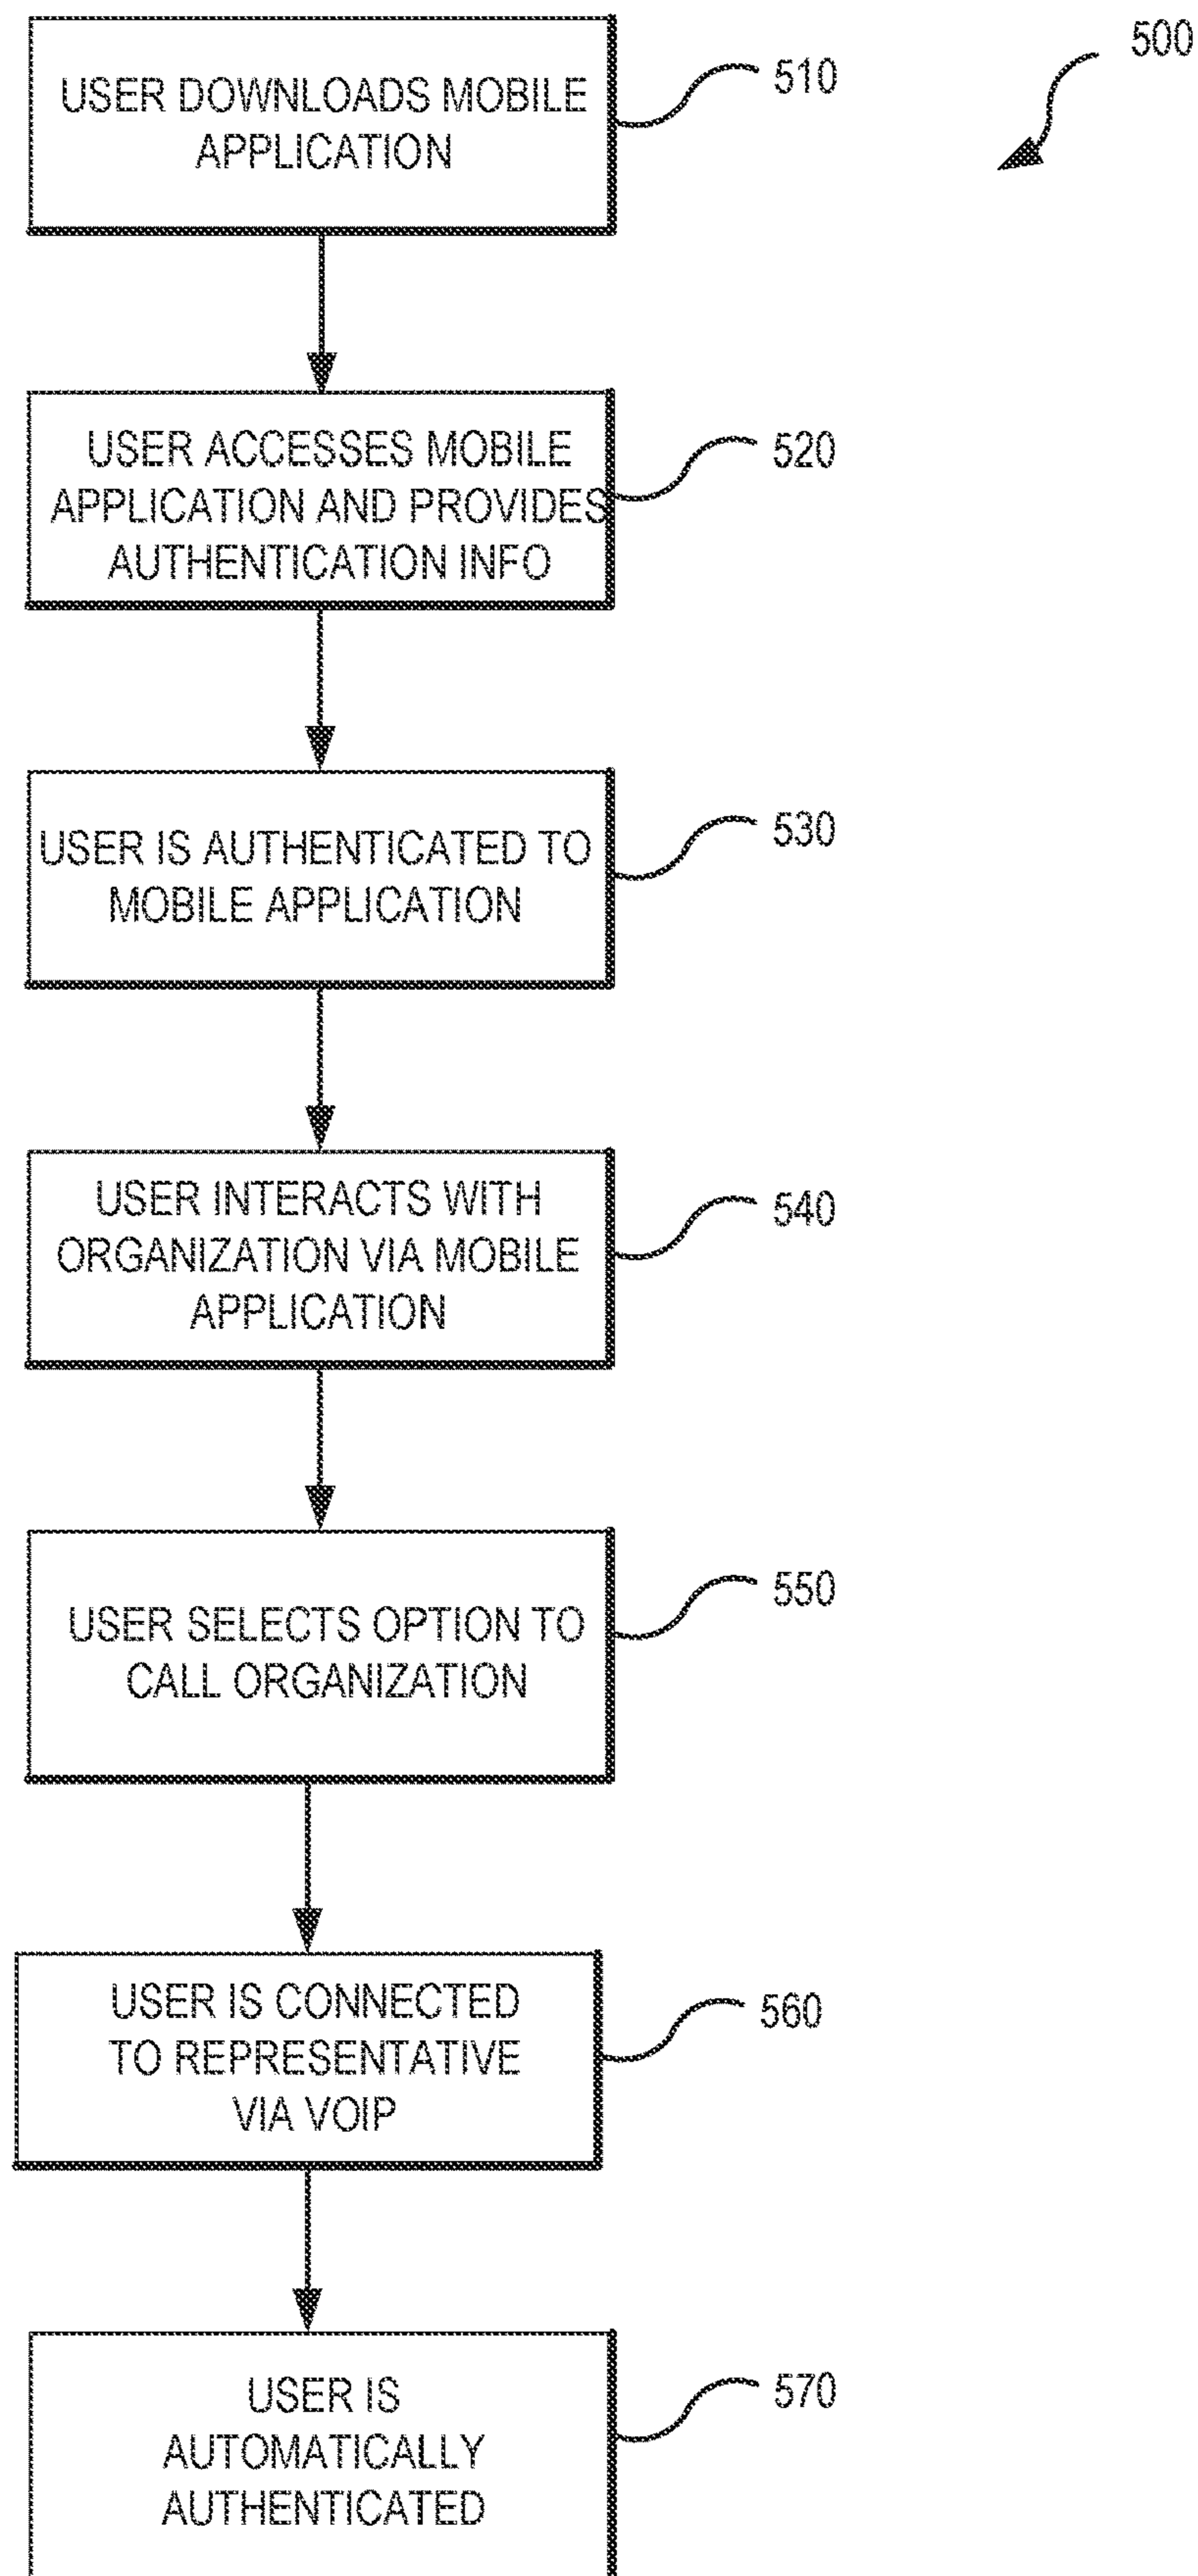 500
USER DOWNLOADS MOBILE
APPLICATION
510
USER ACCESSES MOBILE
APPLICATION AND PROVIDES
AUTHENTICATION INFO
520
USER IS AUTHENTICATED TO
MOBILE APPLICATION
530
USER INTERACTS WITH
ORGANIZATION VIA MOBILE
APPLICATION
540
USER SELECTS OPTION TO
CALL ORGANIZATION
550
USER IS CONNECTED
TO REPRESENTATIVE
VIA VOIP
560
USER IS
AUTOMATICALLY
AUTHENTICATED
570